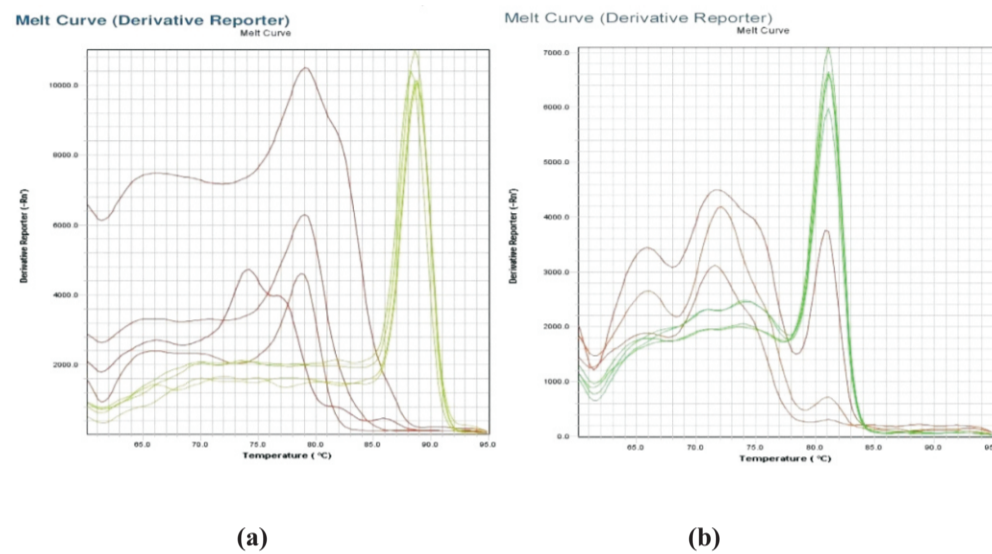 Melt Curve (Derivative Reporter)
Melt Curve
Derivative Reporter (-Rn')
10000.0
8000.0
6000.0
4000.0
2000.0
65.0 70.0 75.0 80.0 85.0 90.0 95.0
Temperature (°C)
(a)
Melt Curve (Derivative Reporter)
Melt Curve
Derivative Reporter (-Rn')
7000.0
6000.0
5000.0
4000.0
3000.0
2000.0
1000.0
0.0
65.0 70.0 75.0 80.0 85.0 90.0
Temperature (°C)
(b)